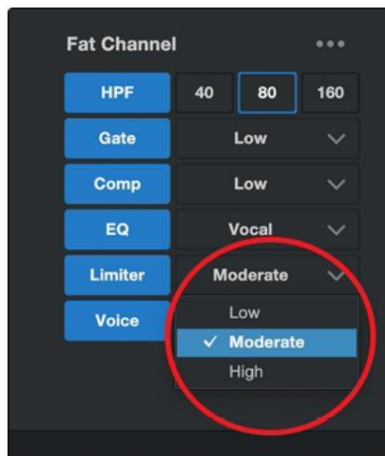 Fat Channel
HPF 40 80 160
Gate Low
Comp Low
EQ Vocal
Limiter Moderate
Voice Low
Moderate
High